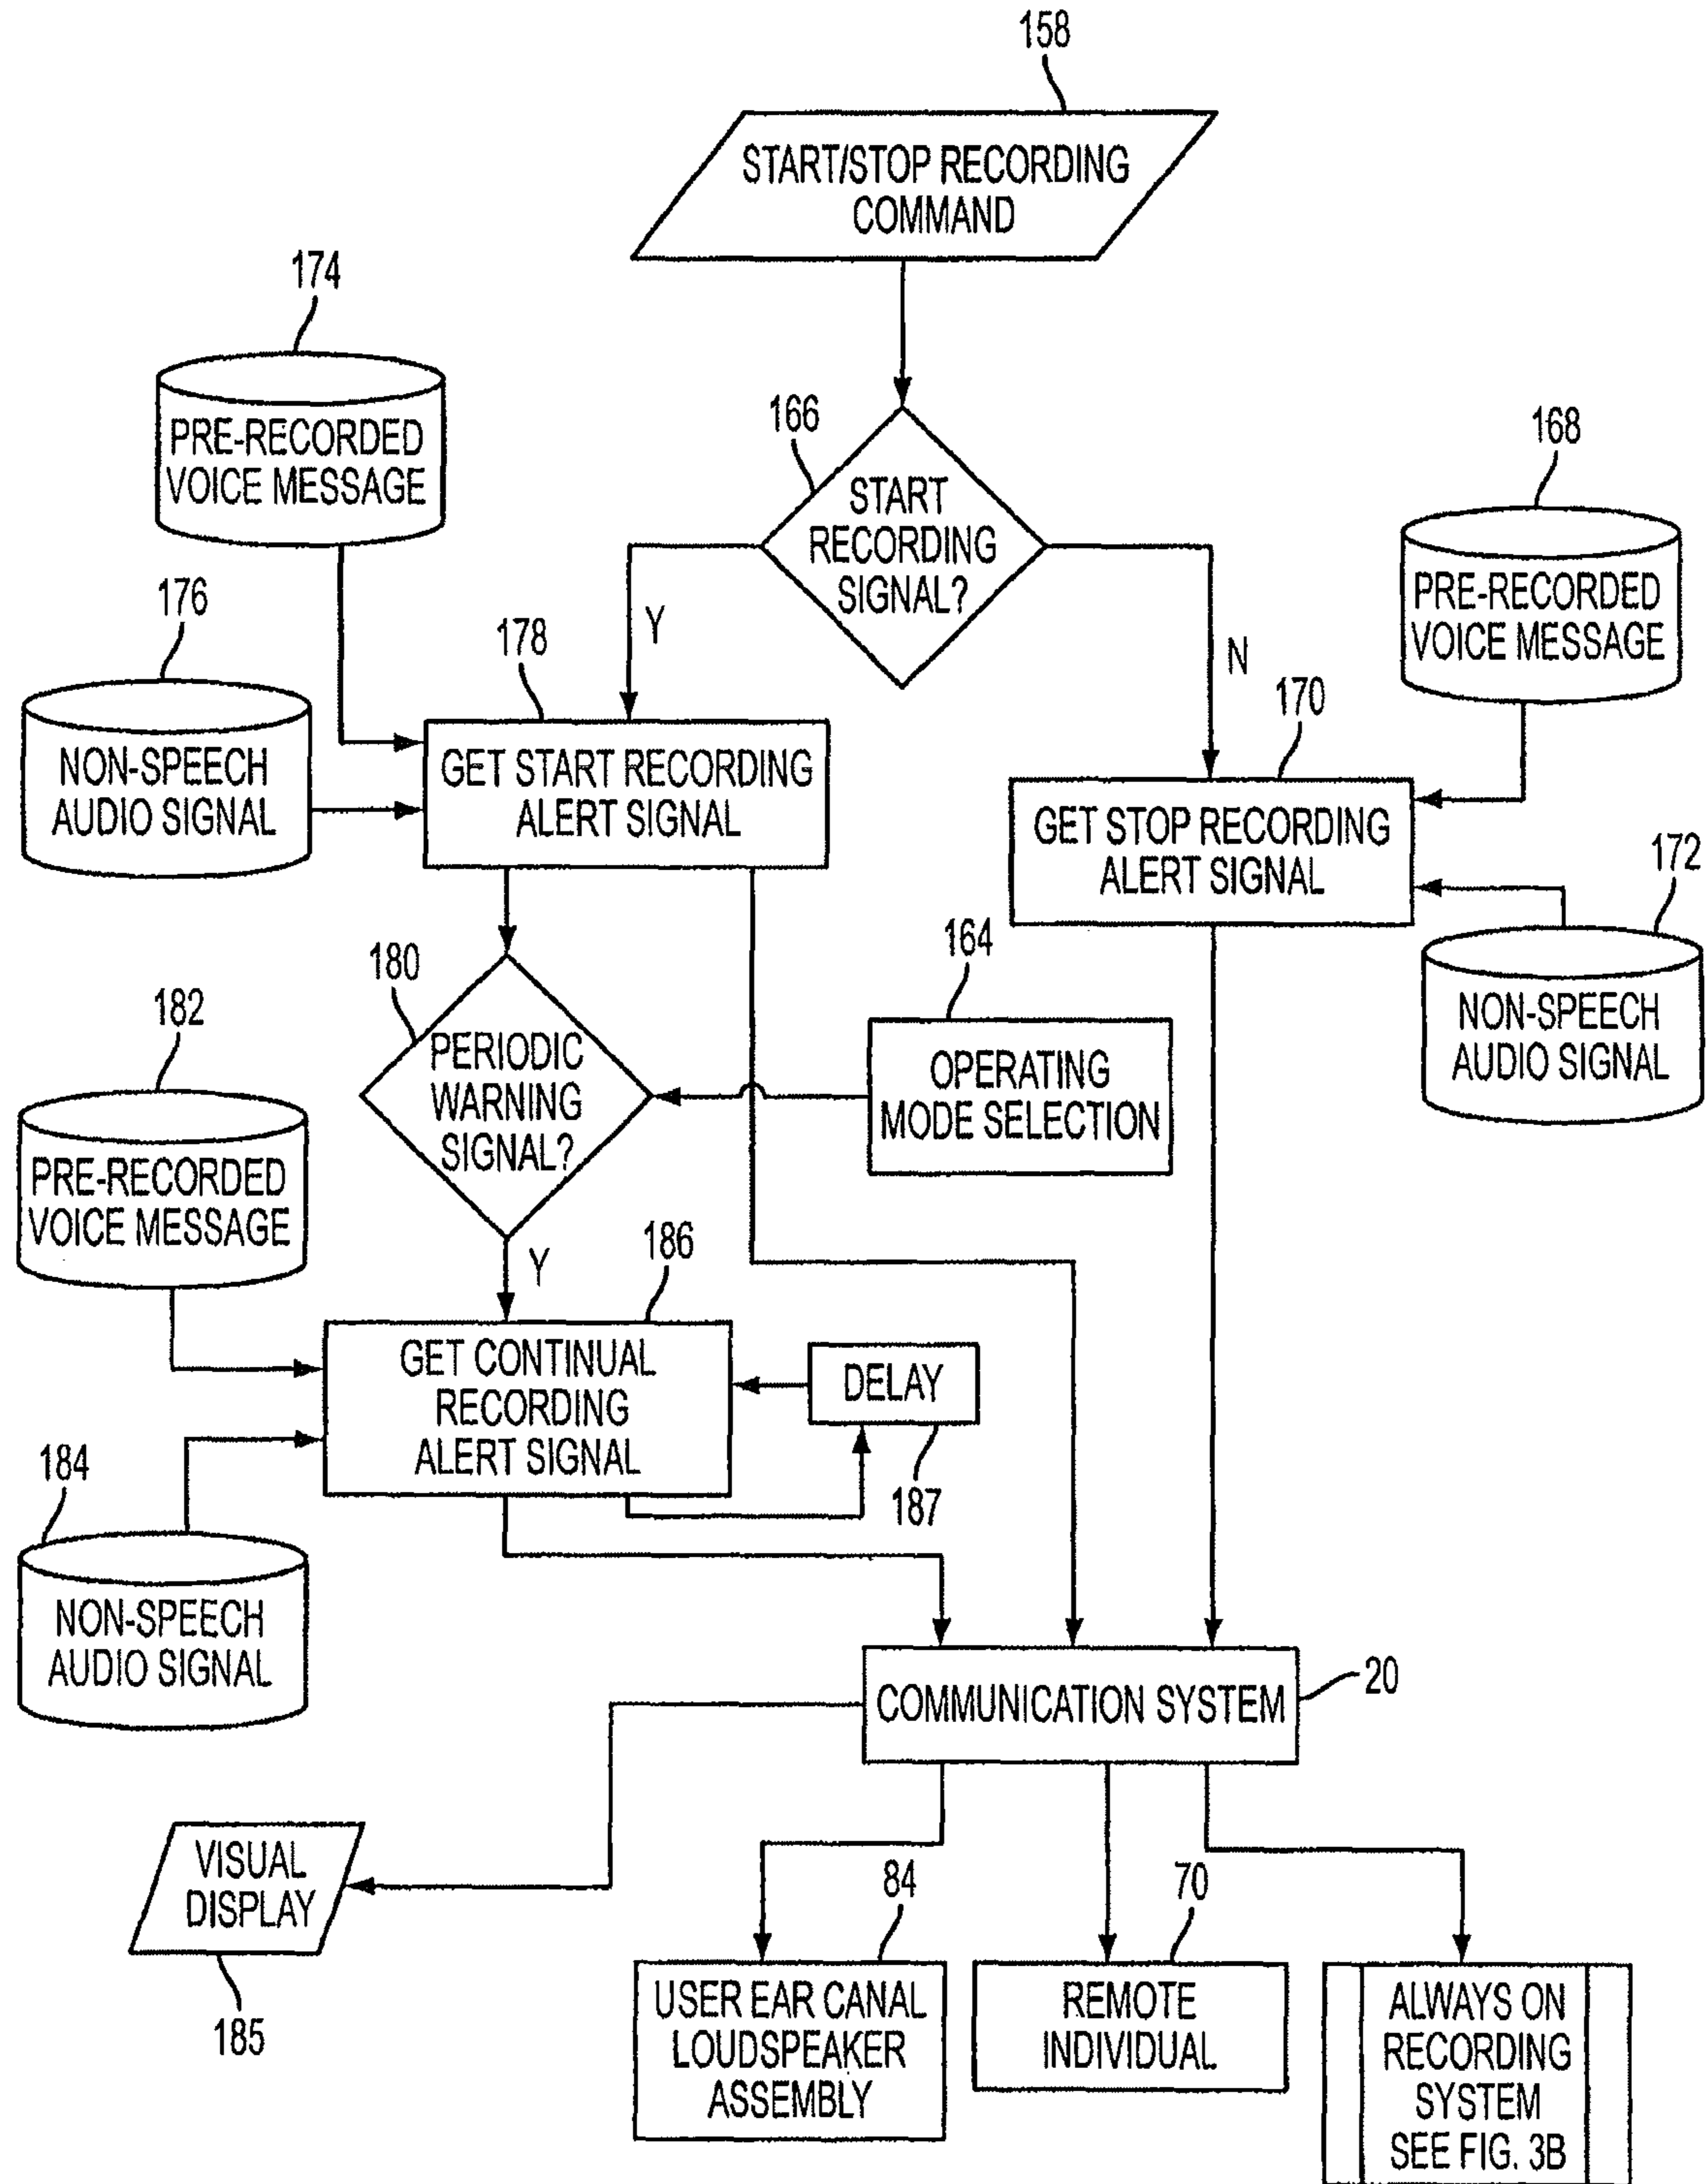 158
START/STOP RECORDING
COMMAND
174
PRE-RECORDED
VOICE MESSAGE
166
START
RECORDING
SIGNAL?
168
PRE-RECORDED
VOICE MESSAGE
176
NON-SPEECH
AUDIO SIGNAL
178
Y
N
GET START RECORDING
ALERT SIGNAL
170
GET STOP RECORDING
ALERT SIGNAL
172
NON-SPEECH
AUDIO SIGNAL
180
PERIODIC
WARNING
SIGNAL?
164
OPERATING
MODE SELECTION
182
PRE-RECORDED
VOICE MESSAGE
Y
186
GET CONTINUAL
RECORDING
ALERT SIGNAL
DELAY
187
184
NON-SPEECH
AUDIO SIGNAL
COMMUNICATION SYSTEM
20
VISUAL
DISPLAY
185
84
USER EAR CANAL
LOUDSPEAKER
ASSEMBLY
70
REMOTE
INDIVIDUAL
ALWAYS ON
RECORDING
SYSTEM
SEE FIG. 3B